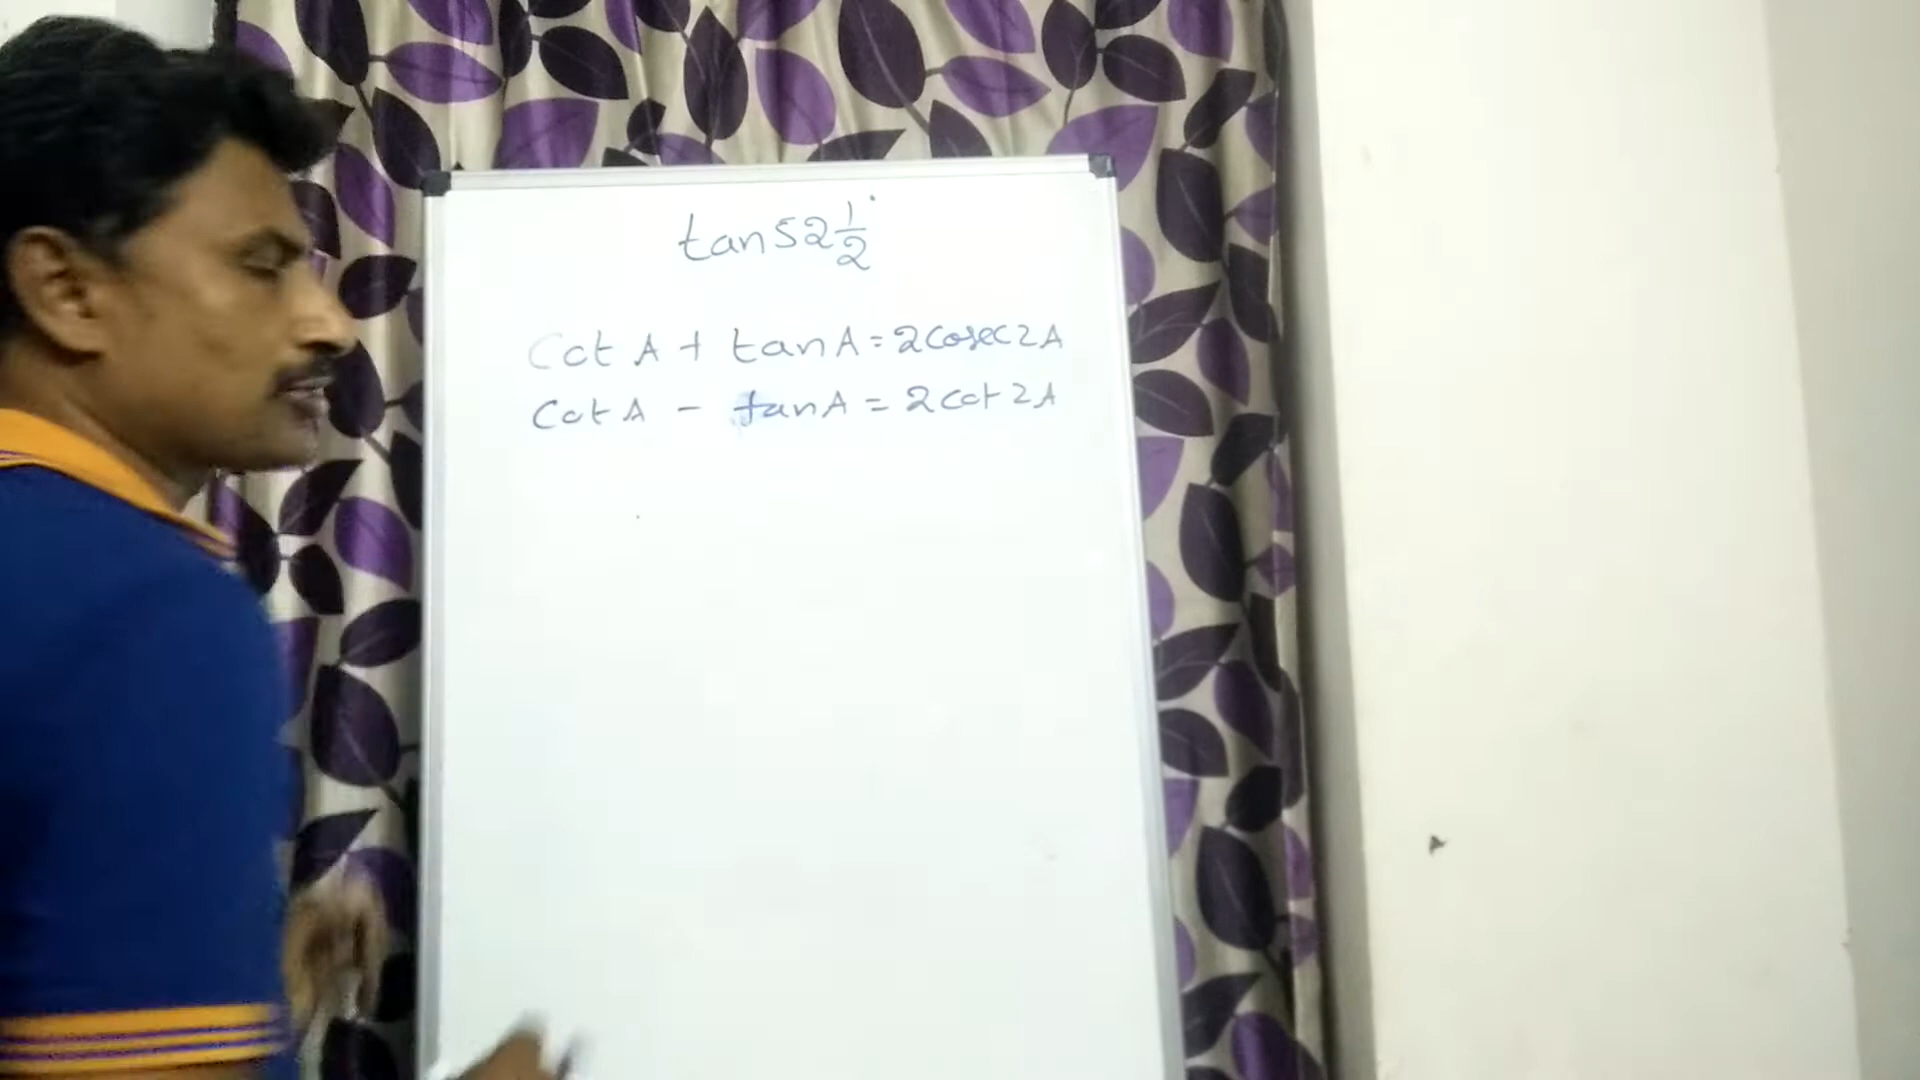 tan52½°
Cot A + tan A = 2cosec2A
Cot A - tan A = 2cot 2A